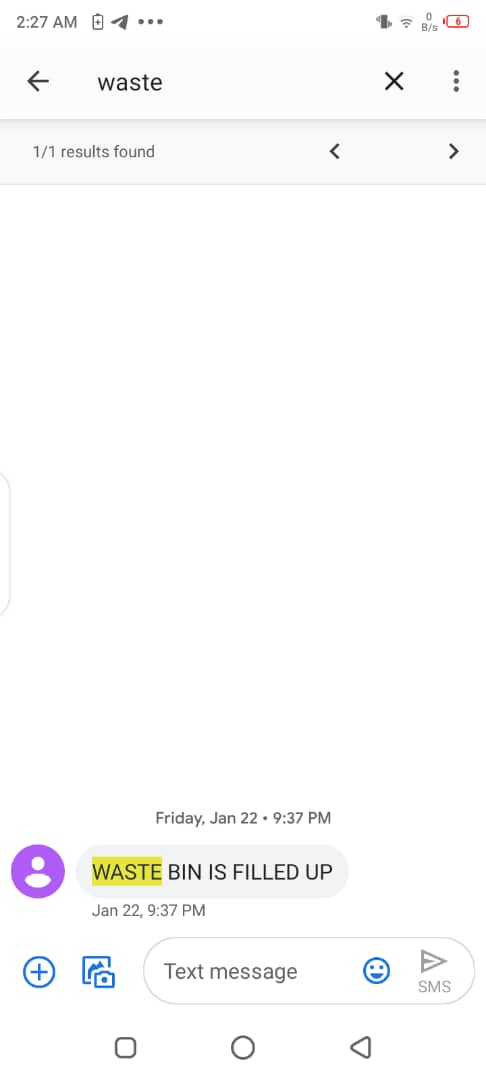 2:27 AM
0
B/s
6
waste
1/1 results found
Friday, Jan 22 • 9:37 PM
WASTE BIN IS FILLED UP
Jan 22, 9:37 PM
Text message
SMS